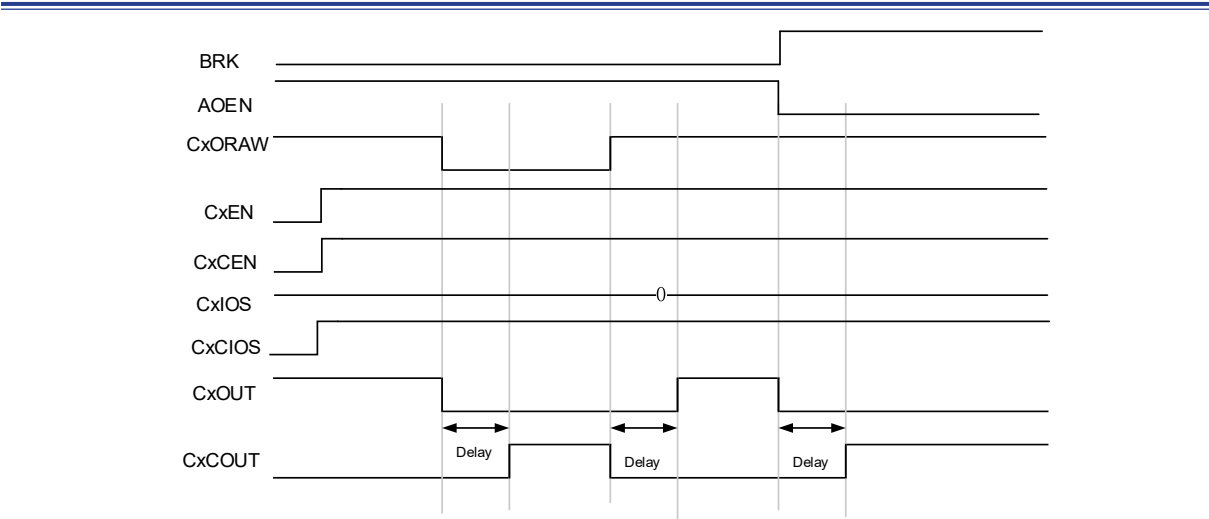 BRK
AOEN
CxORAW
CxEN
CxCEN
CxIOS
0
CxCIOS
CxOUT
Delay
Delay
Delay
CxCOUT